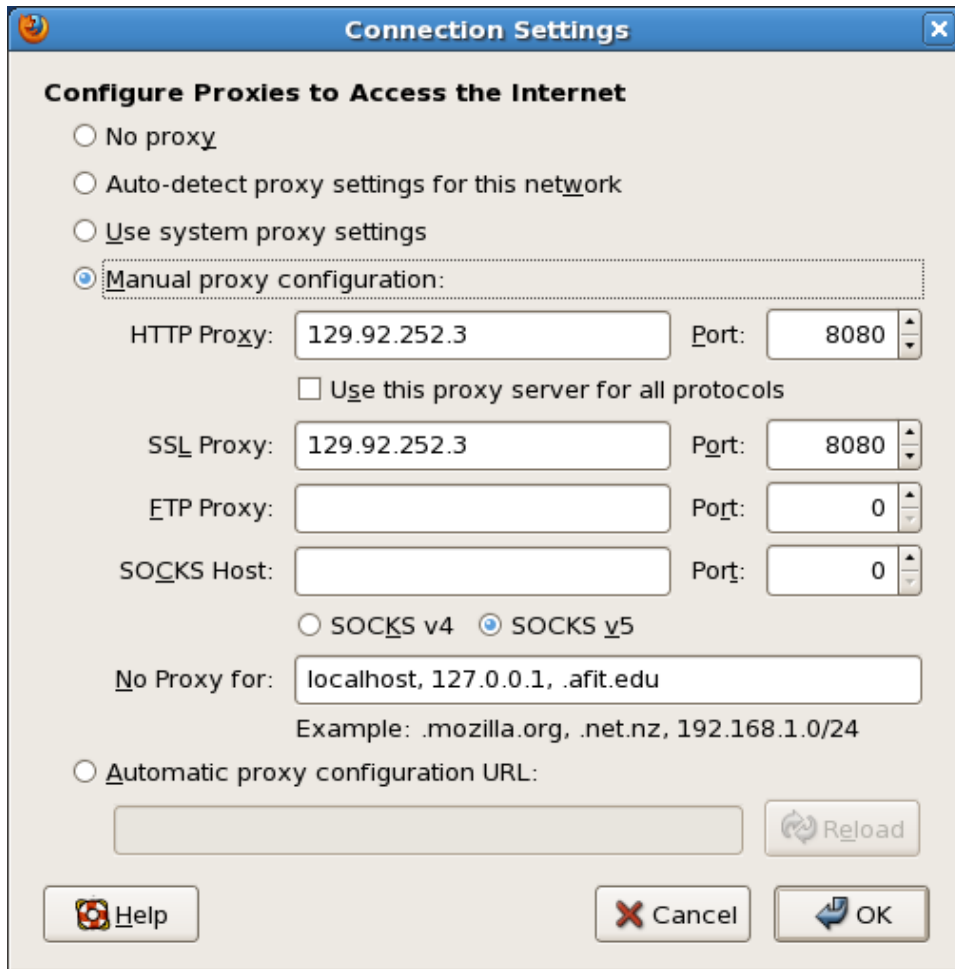 Connection Settings
Configure Proxies to Access the Internet
No proxy
Auto-detect proxy settings for this network
Use system proxy settings
Manual proxy configuration:
HTTP Proxy: 129.92.252.3 Port: 8080
Use this proxy server for all protocols
SSL Proxy: 129.92.252.3 Port: 8080
FTP Proxy: Port: 0
SOCKS Host: Port: 0
SOCKS v4 SOCKS v5
No Proxy for: localhost, 127.0.0.1, .afit.edu
Example: .mozilla.org, .net.nz, 192.168.1.0/24
Automatic proxy configuration URL:
Reload
Help Cancel OK